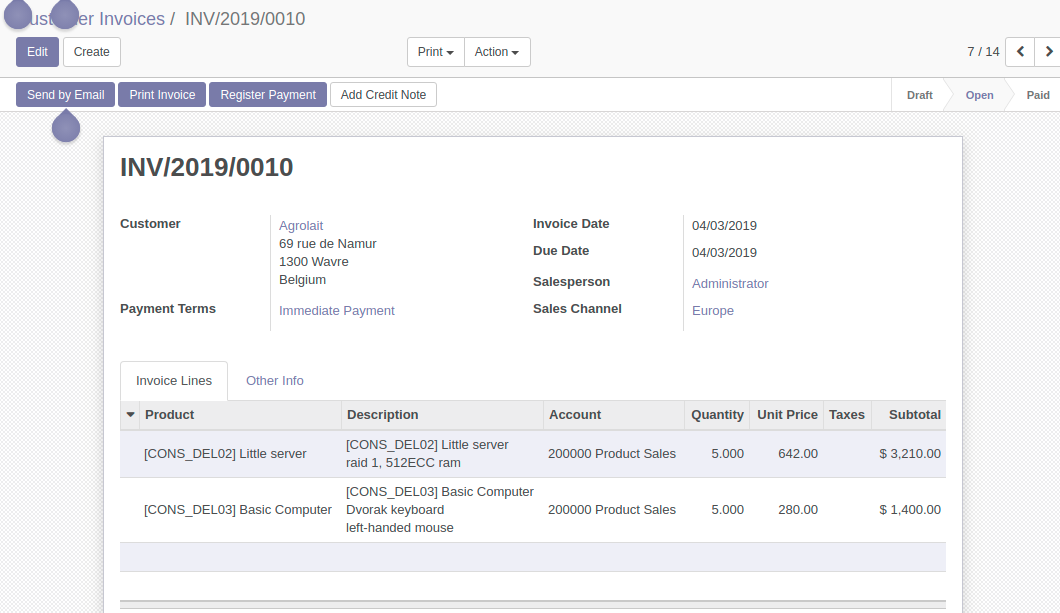 Customer Invoices / INV/2019/0010
Edit Create Print Action 7 / 14
Send by Email Print Invoice Register Payment Add Credit Note Draft Open Paid
INV/2019/0010
Customer
Agrolait
69 rue de Namur
1300 Wavre
Belgium
Payment Terms Immediate Payment
Invoice Date 04/03/2019
Due Date 04/03/2019
Salesperson Administrator
Sales Channel Europe
Invoice Lines Other Info
Product Description Account Quantity Unit Price Taxes Subtotal
[CONS_DEL02] Little server
[CONS_DEL02] Little server
raid 1, 512ECC ram
200000 Product Sales 5.000 642.00 $ 3,210.00
[CONS_DEL03] Basic Computer
[CONS_DEL03] Basic Computer
Dvorak keyboard
left-handed mouse
200000 Product Sales 5.000 280.00 $ 1,400.00